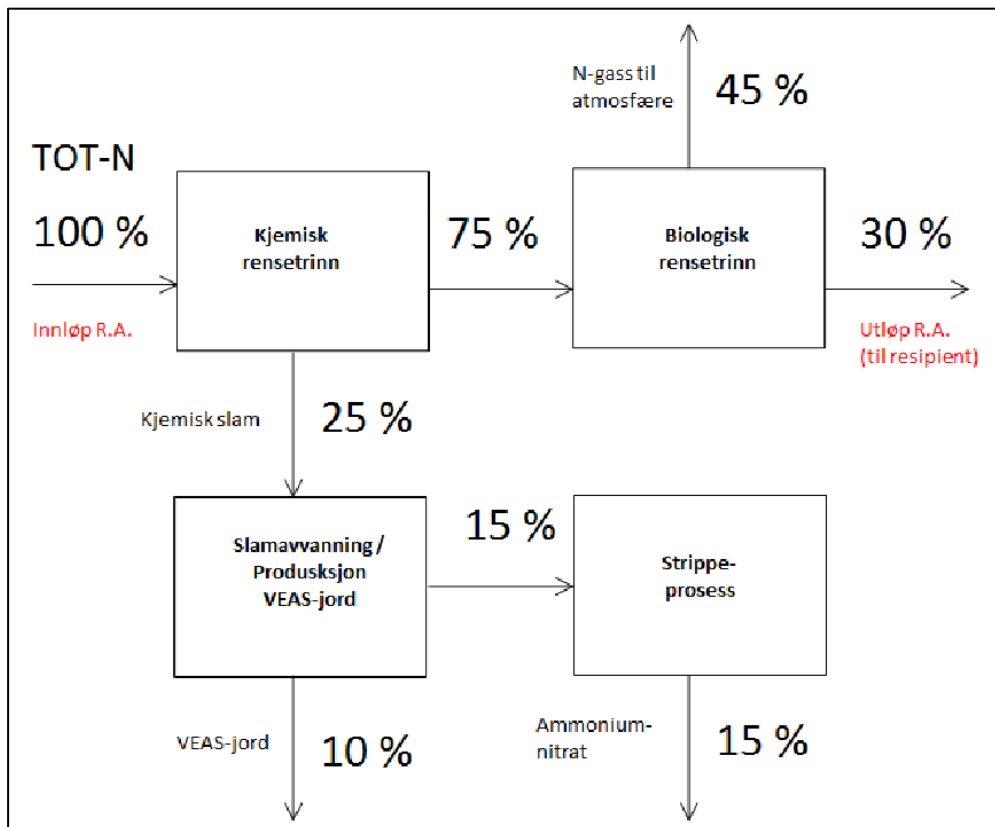 N-gass til
atmosfære
45 %
TOT-N
100 %
Kjemisk
rensetrinn
75 %
Biologisk
rensetrinn
30 %
Innløp R.A.
Utløp R.A.
(til resipient)
Kjemisk slam
25 %
Slamavvanning /
Produsksjon
VEAS-jord
15 %
Strippe-
prosess
VEAS-jord
10 %
Ammonium-
nitrat
15 %